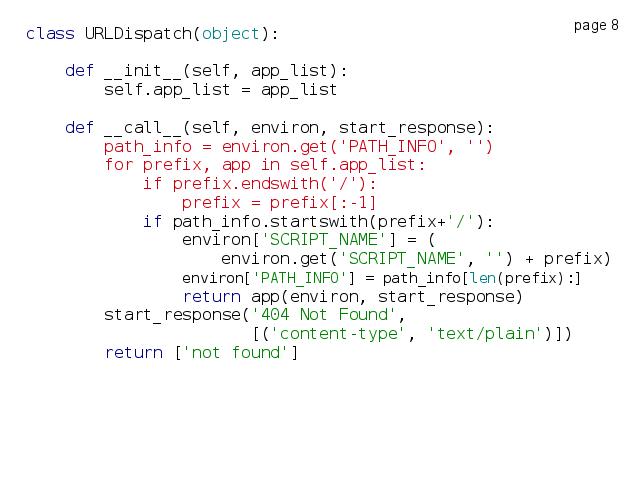 page 8
class URLDispatch(object):
def __init__(self, app_list):
self.app_list = app_list
def __call__(self, environ, start_response):
path_info = environ.get('PATH_INFO', '')
for prefix, app in self.app_list:
if prefix.endswith('/'):
prefix = prefix[:-1]
if path_info.startswith(prefix+'/'):
environ['SCRIPT_NAME'] = (
environ.get('SCRIPT_NAME', '') + prefix)
environ['PATH_INFO'] = path_info[len(prefix):]
return app(environ, start_response)
start_response('404 Not Found',
[('content-type', 'text/plain')])
return ['not found']